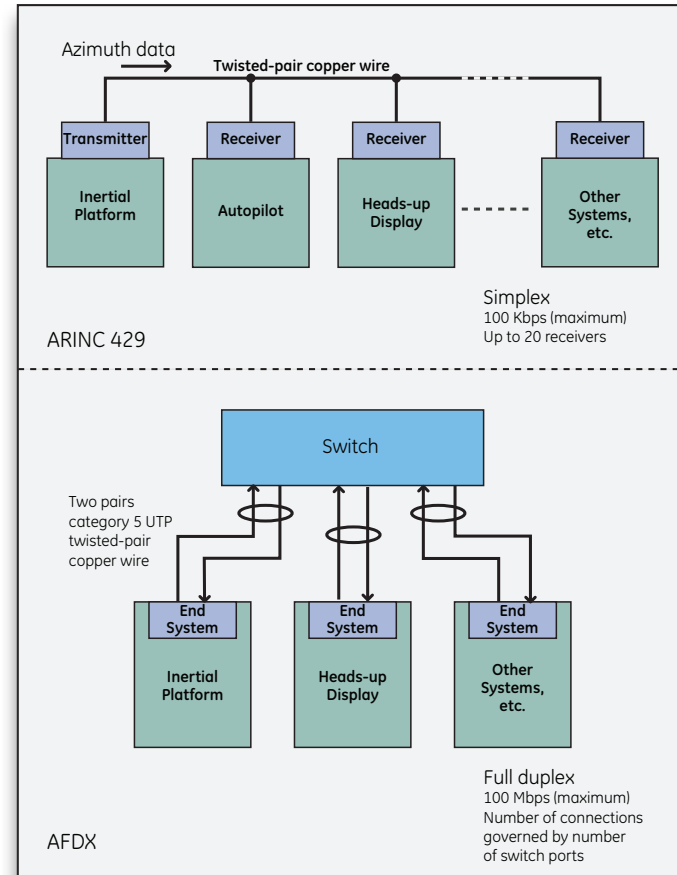 Azimuth data
Twisted-pair copper wire
Transmitter
Receiver
Receiver
Receiver
Inertial
Platform
Autopilot
Heads-up
Display
Other
Systems,
etc.
Simplex
100 Kbps (maximum)
Up to 20 receivers
ARINC 429
Switch
Two pairs
category 5 UTP
twisted-pair
copper wire
End
System
End
System
End
System
Inertial
Platform
Heads-up
Display
Other
Systems,
etc.
Full duplex
100 Mbps (maximum)
Number of connections
governed by number
of switch ports
AFDX